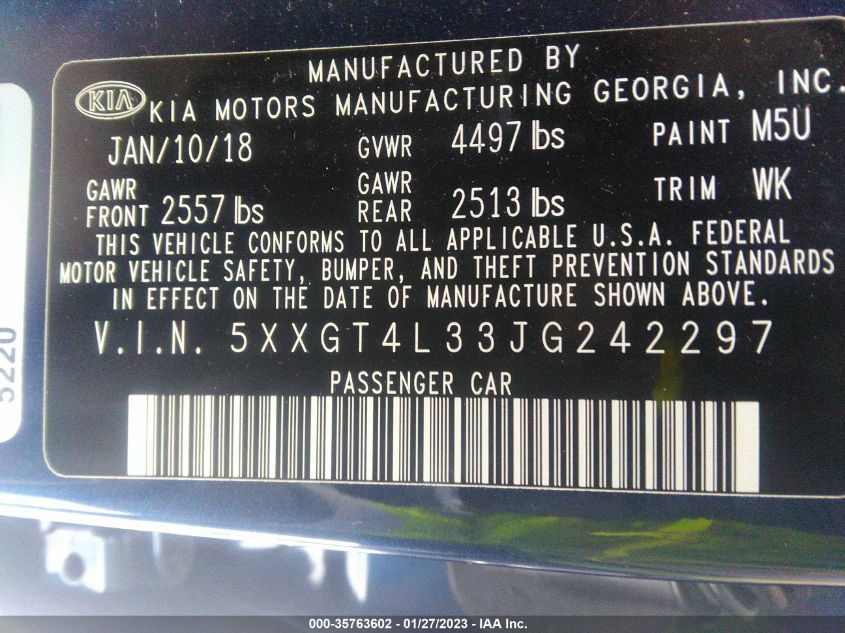 MANUFACTURED BY
KIA KIA MOTORS MANUFACTURING GEORGIA, INC.
JAN/10/18 GVWR 4497 lbs PAINT M5U
GAWR FRONT 2557 lbs GAWR REAR 2513 lbs TRIM WK
THIS VEHICLE CONFORMS TO ALL APPLICABLE U.S.A. FEDERAL
MOTOR VEHICLE SAFETY, BUMPER, AND THEFT PREVENTION STANDARDS
IN EFFECT ON THE DATE OF MANUFACTURE SHOWN ABOVE.
V.I.N. 5XXGT4L33JG242297
PASSENGER CAR
5220
000-35763602 — 01/27/2023 — IAA Inc.